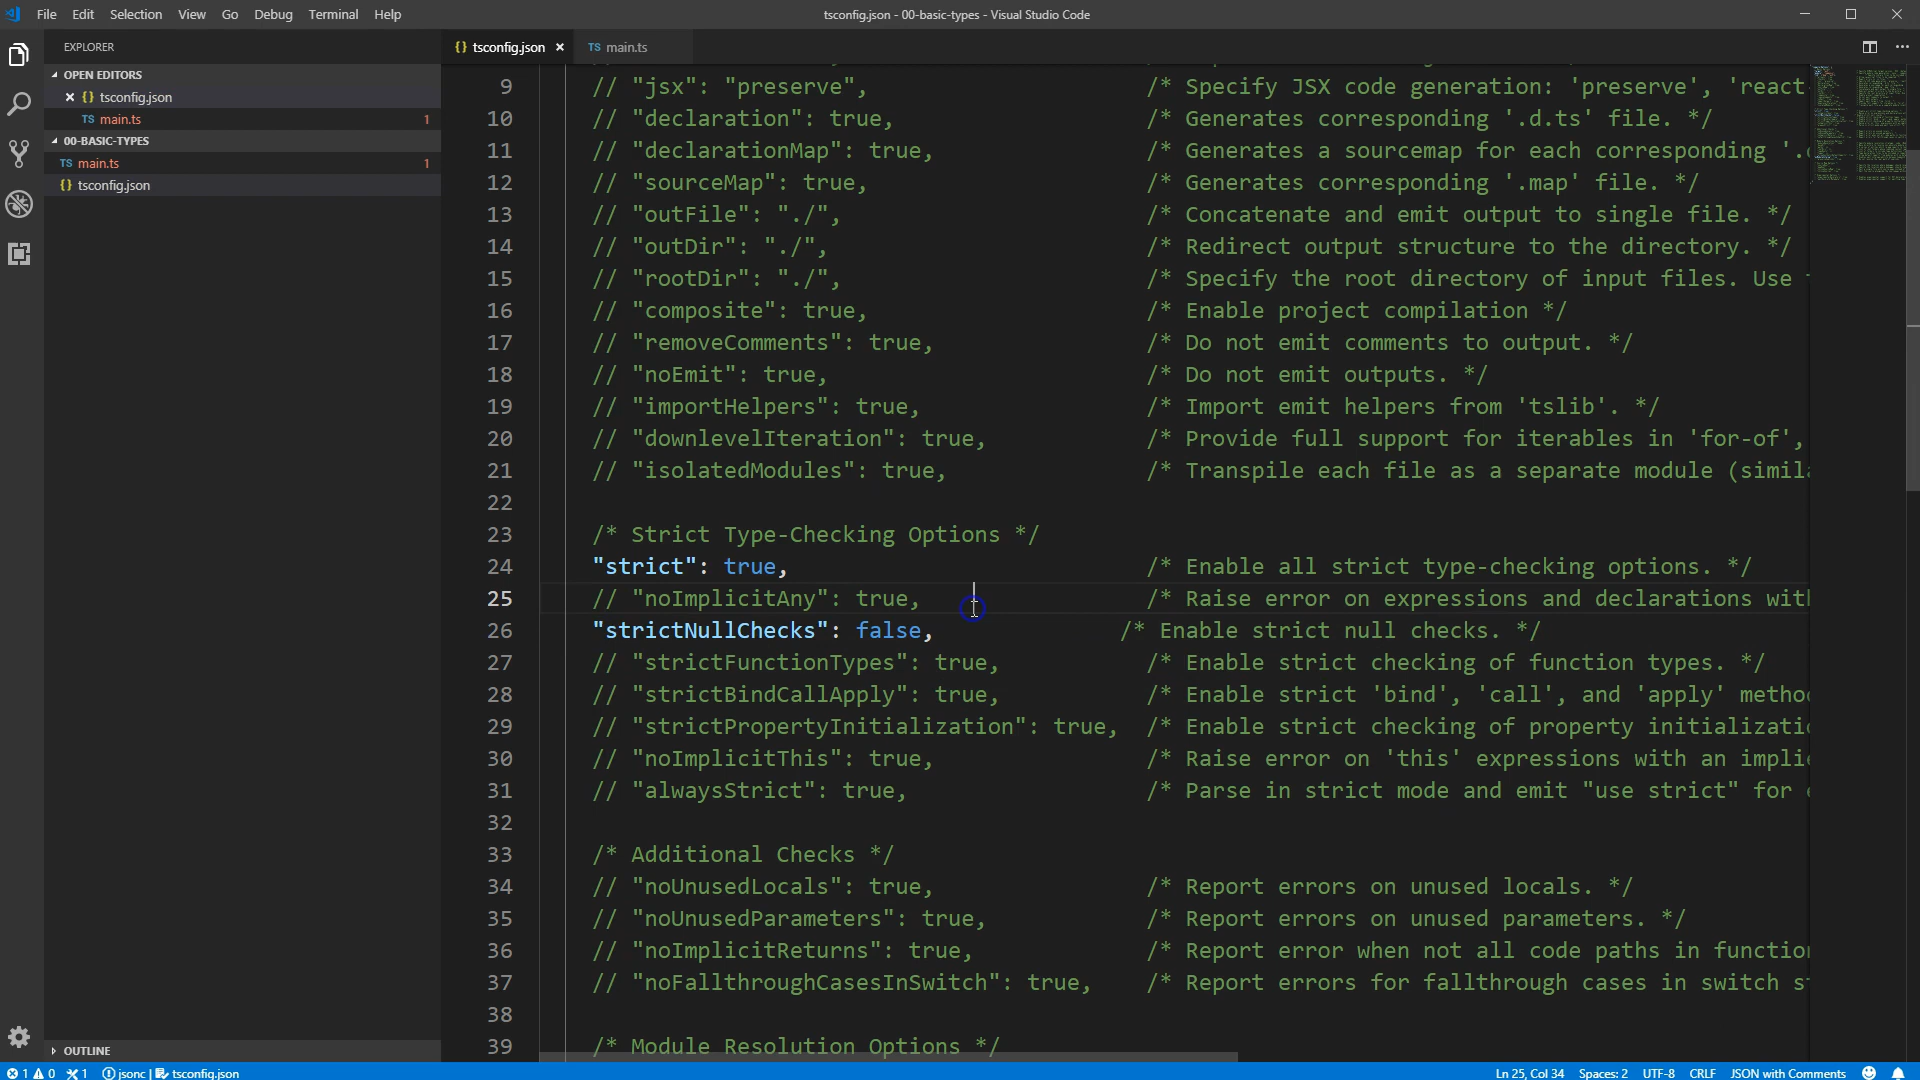 File Edit Selection View Go Debug Terminal Help
tsconfig.json - 00-basic-types - Visual Studio Code
EXPLORER
OPEN EDITORS
{} tsconfig.json
TS main.ts 1
00-BASIC-TYPES
TS main.ts 1
{} tsconfig.json
OUTLINE
{} tsconfig.json
TS main.ts
9 // "jsx": "preserve", /* Specify JSX code generation: 'preserve', 'react
10 // "declaration": true, /* Generates corresponding '.d.ts' file. */
11 // "declarationMap": true, /* Generates a sourcemap for each corresponding '.
12 // "sourceMap": true, /* Generates corresponding '.map' file. */
13 // "outFile": "./", /* Concatenate and emit output to single file. */
14 // "outDir": "./", /* Redirect output structure to the directory. */
15 // "rootDir": "./", /* Specify the root directory of input files. Use
16 // "composite": true, /* Enable project compilation */
17 // "removeComments": true, /* Do not emit comments to output. */
18 // "noEmit": true, /* Do not emit outputs. */
19 // "importHelpers": true, /* Import emit helpers from 'tslib'. */
20 // "downlevelIteration": true, /* Provide full support for iterables in 'for-of',
21 // "isolatedModules": true, /* Transpile each file as a separate module (simil
22
23 /* Strict Type-Checking Options */
24 "strict": true, /* Enable all strict type-checking options. */
25 // "noImplicitAny": true, /* Raise error on expressions and declarations wit
26 "strictNullChecks": false, /* Enable strict null checks. */
27 // "strictFunctionTypes": true, /* Enable strict checking of function types. */
28 // "strictBindCallApply": true, /* Enable strict 'bind', 'call', and 'apply' metho
29 // "strictPropertyInitialization": true, /* Enable strict checking of property initializati
30 // "noImplicitThis": true, /* Raise error on 'this' expressions with an impli
31 // "alwaysStrict": true, /* Parse in strict mode and emit "use strict" for
32
33 /* Additional Checks */
34 // "noUnusedLocals": true, /* Report errors on unused locals. */
35 // "noUnusedParameters": true, /* Report errors on unused parameters. */
36 // "noImplicitReturns": true, /* Report error when not all code paths in functio
37 // "noFallthroughCasesInSwitch": true, /* Report errors for fallthrough cases in switch s
38
39 /* Module Resolution Options */
1 0 1 jsonc | tsconfig.json Ln 25, Col 34 Spaces: 2 UTF-8 CRLF JSON with Comments